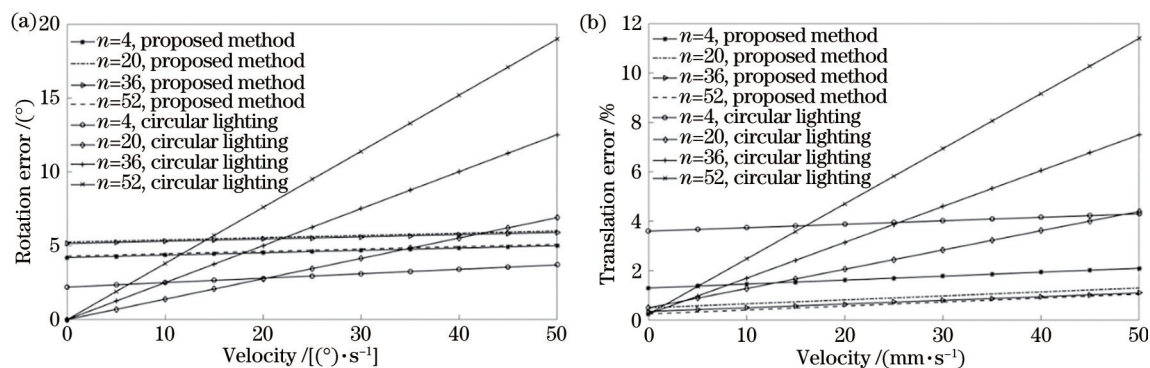 (a)
20
15
10
5
0
Rotation error /(°)
n=4, proposed method
n=20, proposed method
n=36, proposed method
n=52, proposed method
n=4, circular lighting
n=20, circular lighting
n=36, circular lighting
n=52, circular lighting
0 10 20 30 40 50
Velocity /[(°)·s⁻¹]
(b)
12
10
8
6
4
2
0
Translation error /%
n=4, proposed method
n=20, proposed method
n=36, proposed method
n=52, proposed method
n=4, circular lighting
n=20, circular lighting
n=36, circular lighting
n=52, circular lighting
0 10 20 30 40 50
Velocity /(mm·s⁻¹)